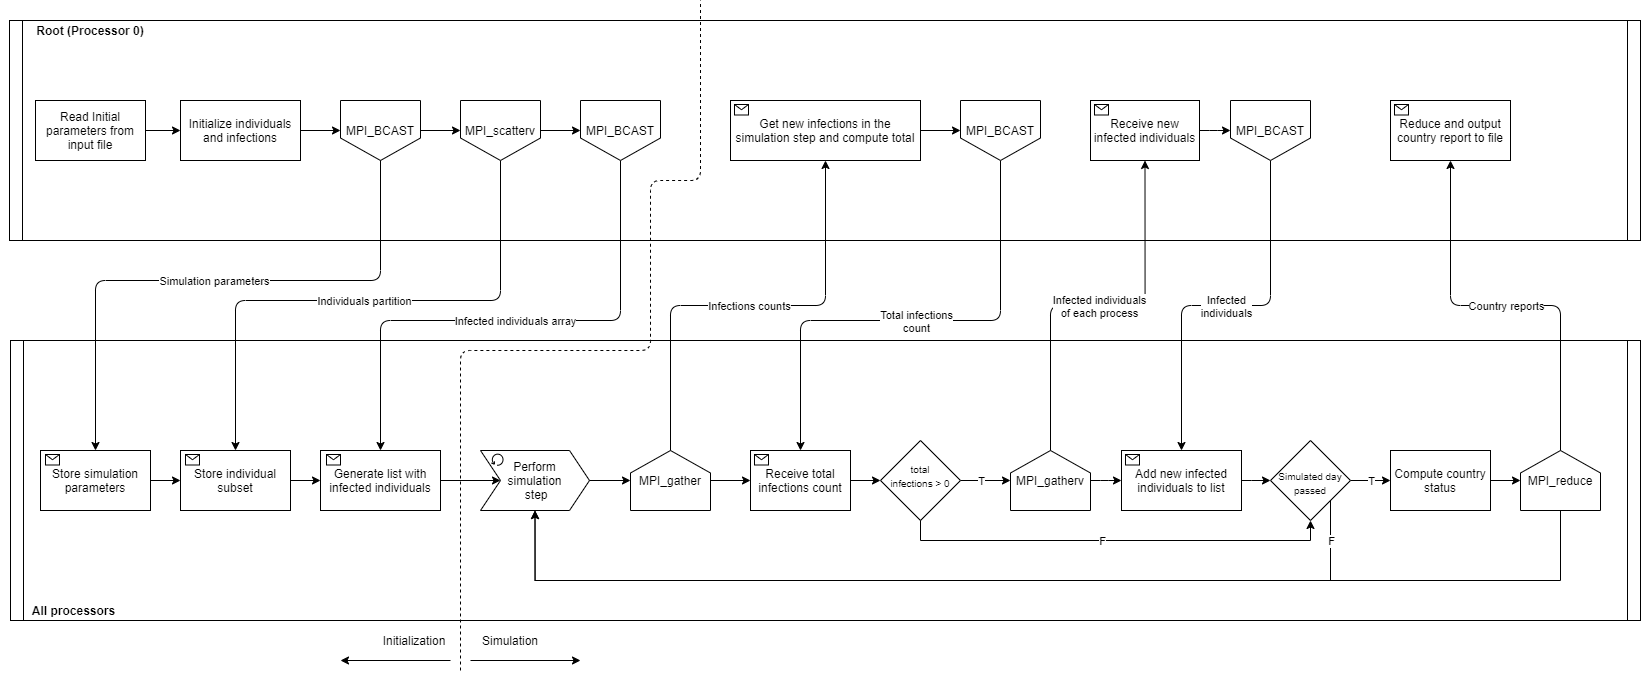 Root (Processor 0)
Read Initial
parameters from
input file
Initialize individuals
and infections
MPI_BCAST
MPI_scatterv
MPI_BCAST
Get new infections in the
simulation step and compute total
MPI_BCAST
Receive new
infected individuals
MPI_BCAST
Reduce and output
country report to file
Simulation parameters
Individuals partition
Infected individuals array
Infections counts
Total infections
count
Infected individuals
of each process
Infected
individuals
Country reports
Store simulation
parameters
Store individual
subset
Generate list with
infected individuals
Perform
simulation
step
MPI_gather
Receive total
infections count
total
infections > 0
T
MPI_gatherv
Add new infected
individuals to list
Simulated day
passed
T
Compute country
status
MPI_reduce
F
F
All processors
Initialization
Simulation